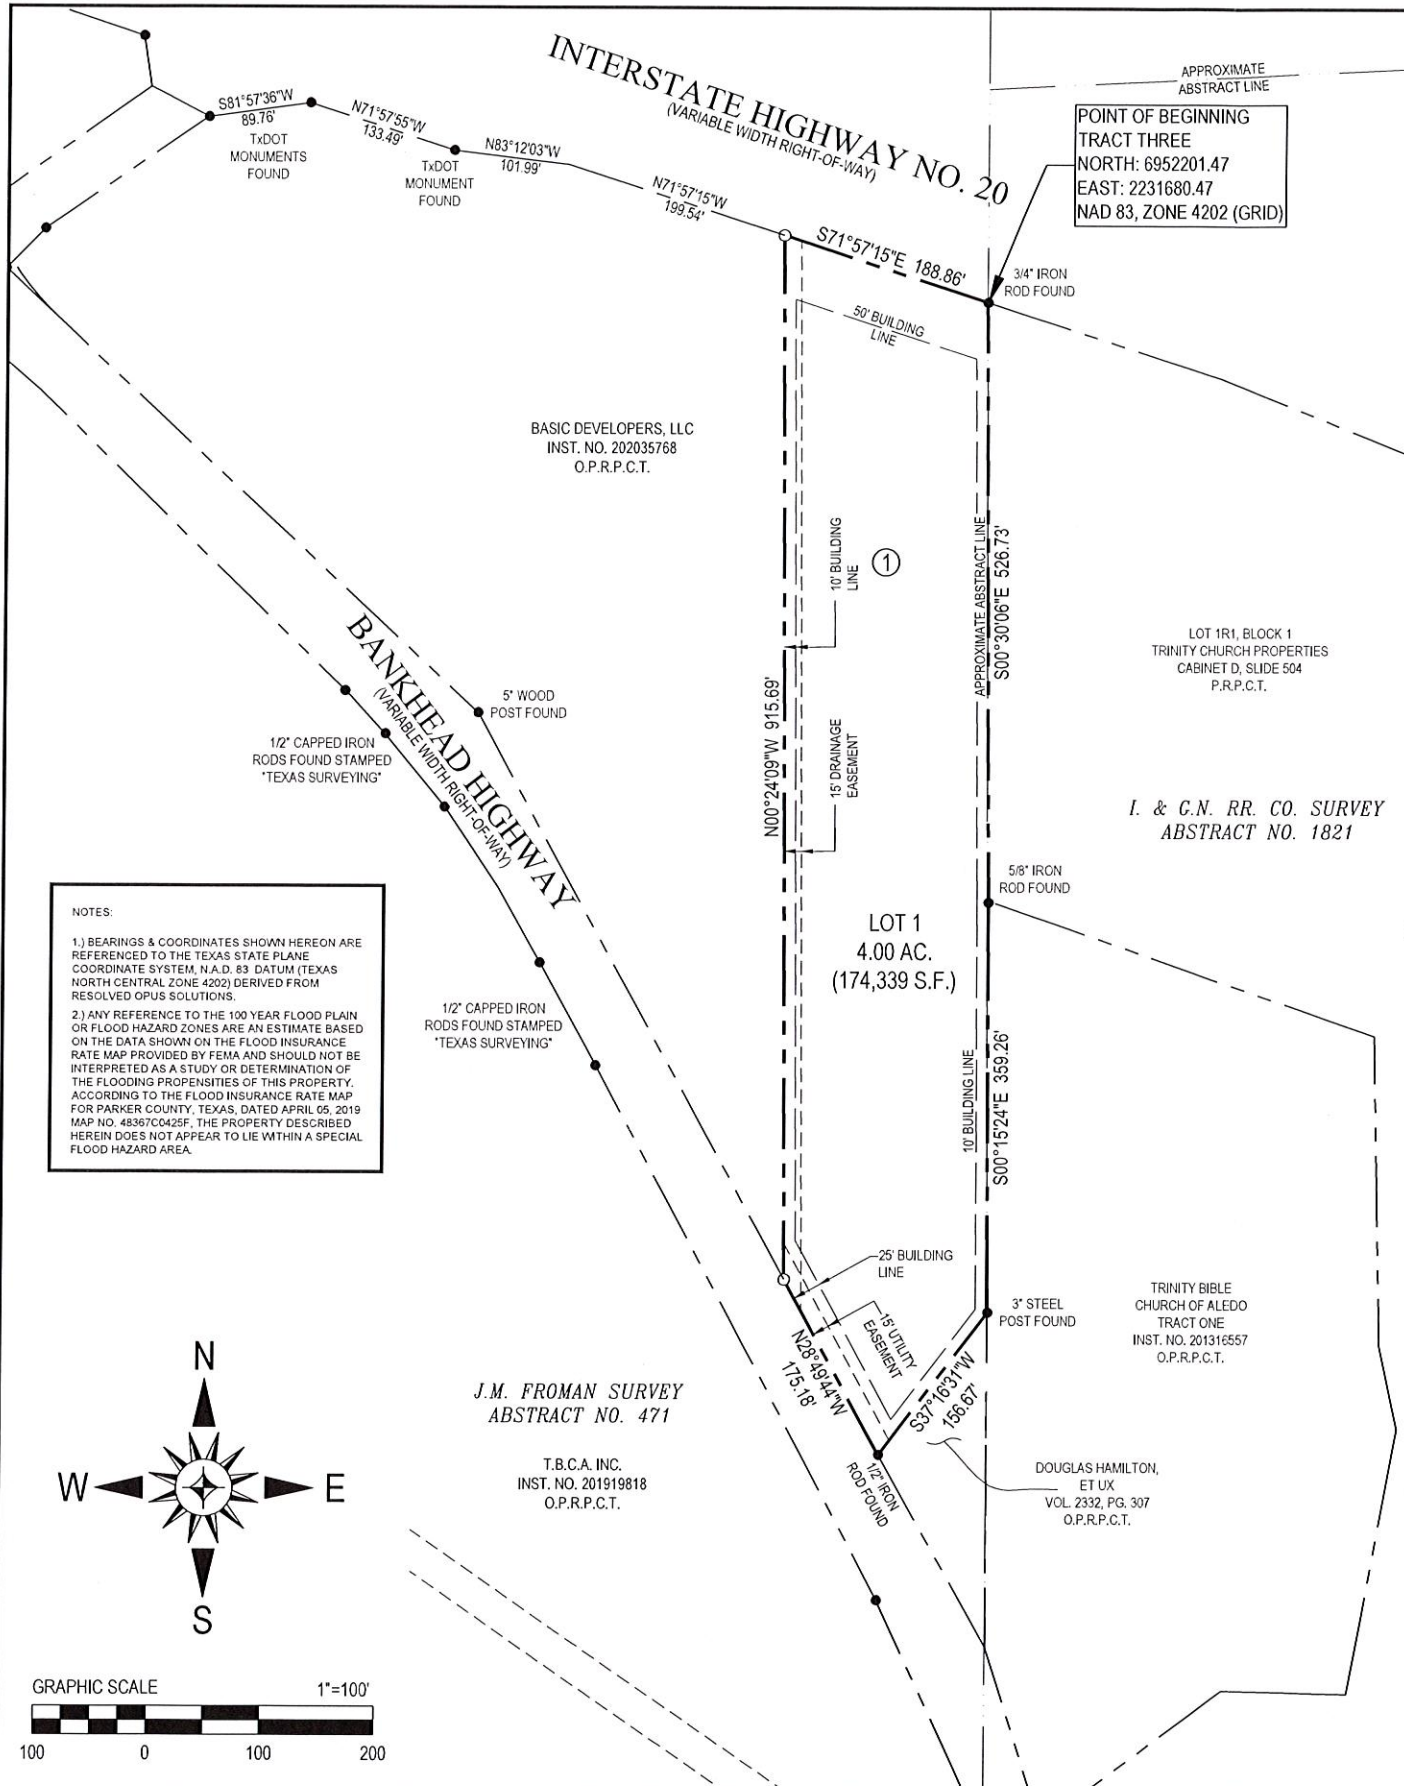 INTERSTATE HIGHWAY NO. 20
(VARIABLE WIDTH RIGHT-OF-WAY)
APPROXIMATE
ABSTRACT LINE
POINT OF BEGINNING
TRACT THREE
NORTH: 6952201.47
EAST: 2231680.47
NAD 83, ZONE 4202 (GRID)
S81°57'36"W
89.76'
TxDOT
MONUMENTS
FOUND
N71°57'55"W
133.49'
TxDOT
MONUMENT
FOUND
N83°12'03"W
101.99'
N71°57'15"W
199.54'
S71°57'15"E 188.86'
3/4" IRON
ROD FOUND
50' BUILDING
LINE
BASIC DEVELOPERS, LLC
INST. NO. 202035768
O.P.R.P.C.T.
10' BUILDING
LINE
1
APPROXIMATE ABSTRACT LINE
S00°30'06"E 526.73'
LOT 1R1, BLOCK 1
TRINITY CHURCH PROPERTIES
CABINET D, SLIDE 504
P.R.P.C.T.
N00°24'09"W 915.69'
15' DRAINAGE
EASEMENT
BANKHEAD HIGHWAY
(VARIABLE WIDTH RIGHT-OF-WAY)
5" WOOD
POST FOUND
1/2" CAPPED IRON
RODS FOUND STAMPED
"TEXAS SURVEYING"
I. & G.N. RR. CO. SURVEY
ABSTRACT NO. 1821
5/8" IRON
ROD FOUND
LOT 1
4.00 AC.
(174,339 S.F.)
NOTES:
1.) BEARINGS & COORDINATES SHOWN HEREON ARE
REFERENCED TO THE TEXAS STATE PLANE
COORDINATE SYSTEM, N.A.D. 83 DATUM (TEXAS
NORTH CENTRAL ZONE 4202) DERIVED FROM
RESOLVED OPUS SOLUTIONS.
2.) ANY REFERENCE TO THE 100 YEAR FLOOD PLAIN
OR FLOOD HAZARD ZONES ARE AN ESTIMATE BASED
ON THE DATA SHOWN ON THE FLOOD INSURANCE
RATE MAP PROVIDED BY FEMA AND SHOULD NOT BE
INTERPRETED AS A STUDY OR DETERMINATION OF
THE FLOODING PROPENSITIES OF THIS PROPERTY.
ACCORDING TO THE FLOOD INSURANCE RATE MAP
FOR PARKER COUNTY, TEXAS, DATED APRIL 05, 2019
MAP NO. 48367C0425F, THE PROPERTY DESCRIBED
HEREIN DOES NOT APPEAR TO LIE WITHIN A SPECIAL
FLOOD HAZARD AREA.
1/2" CAPPED IRON
RODS FOUND STAMPED
"TEXAS SURVEYING"
10' BUILDING LINE
S00°15'24"E 359.26'
25' BUILDING
LINE
15' UTILITY
EASEMENT
N28°49'44"W
175.18'
S37°16'31"W
156.67'
3" STEEL
POST FOUND
TRINITY BIBLE
CHURCH OF ALEDO
TRACT ONE
INST. NO. 201316557
O.P.R.P.C.T.
J.M. FROMAN SURVEY
ABSTRACT NO. 471
T.B.C.A. INC.
INST. NO. 201919818
O.P.R.P.C.T.
1/2" IRON
ROD FOUND
DOUGLAS HAMILTON,
ET UX
VOL. 2332, PG. 307
O.P.R.P.C.T.
N
W E
S
GRAPHIC SCALE 1"=100'
100 0 100 200